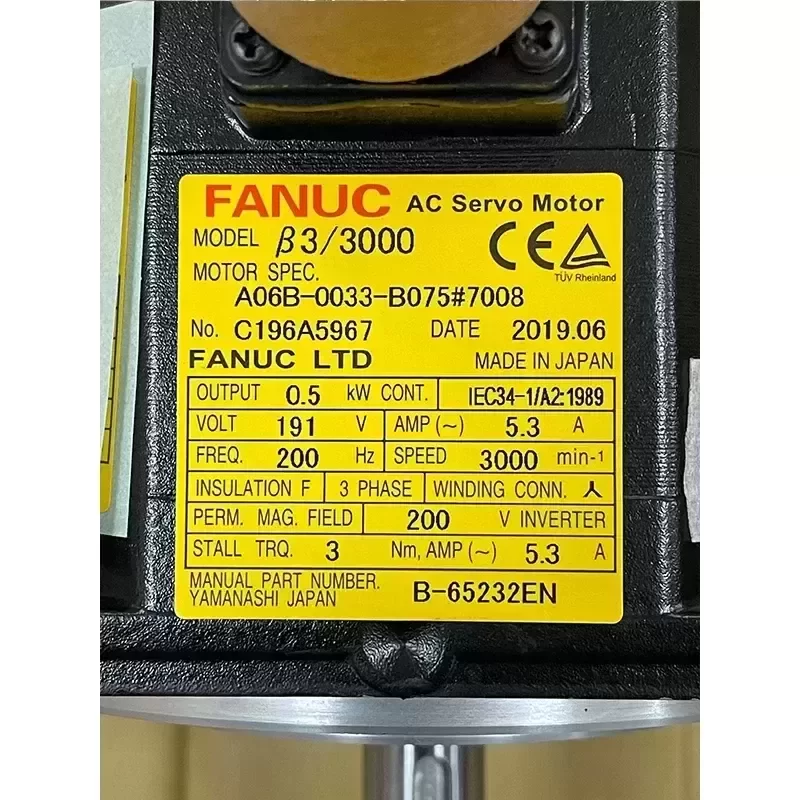 FANUC AC Servo Motor
MODEL β3/3000
CE
TÜV Rheinland
MOTOR SPEC.
A06B-0033-B075#7008
No. C196A5967 DATE 2019.06
FANUC LTD MADE IN JAPAN
OUTPUT 0.5 kW CONT. IEC34-1/A2:1989
VOLT 191 V AMP (~) 5.3 A
FREQ. 200 Hz SPEED 3000 min-1
INSULATION F 3 PHASE WINDING CONN. 人
PERM. MAG. FIELD 200 V INVERTER
STALL TRQ. 3 Nm, AMP (~) 5.3 A
MANUAL PART NUMBER. B-65232EN
YAMANASHI JAPAN